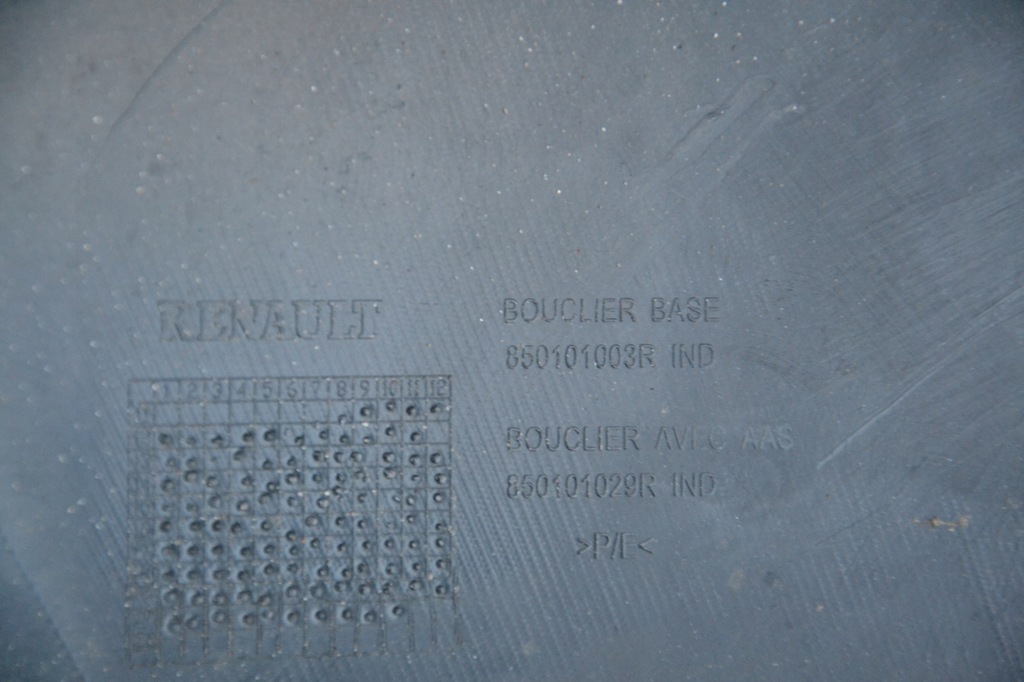 RENAULT
1 2 3 4 5 6 7 8 9 10 11 12
BOUCLIER BASE
850101003R IND
BOUCLIER AVEC AAS
850101029R IND
>P/E<